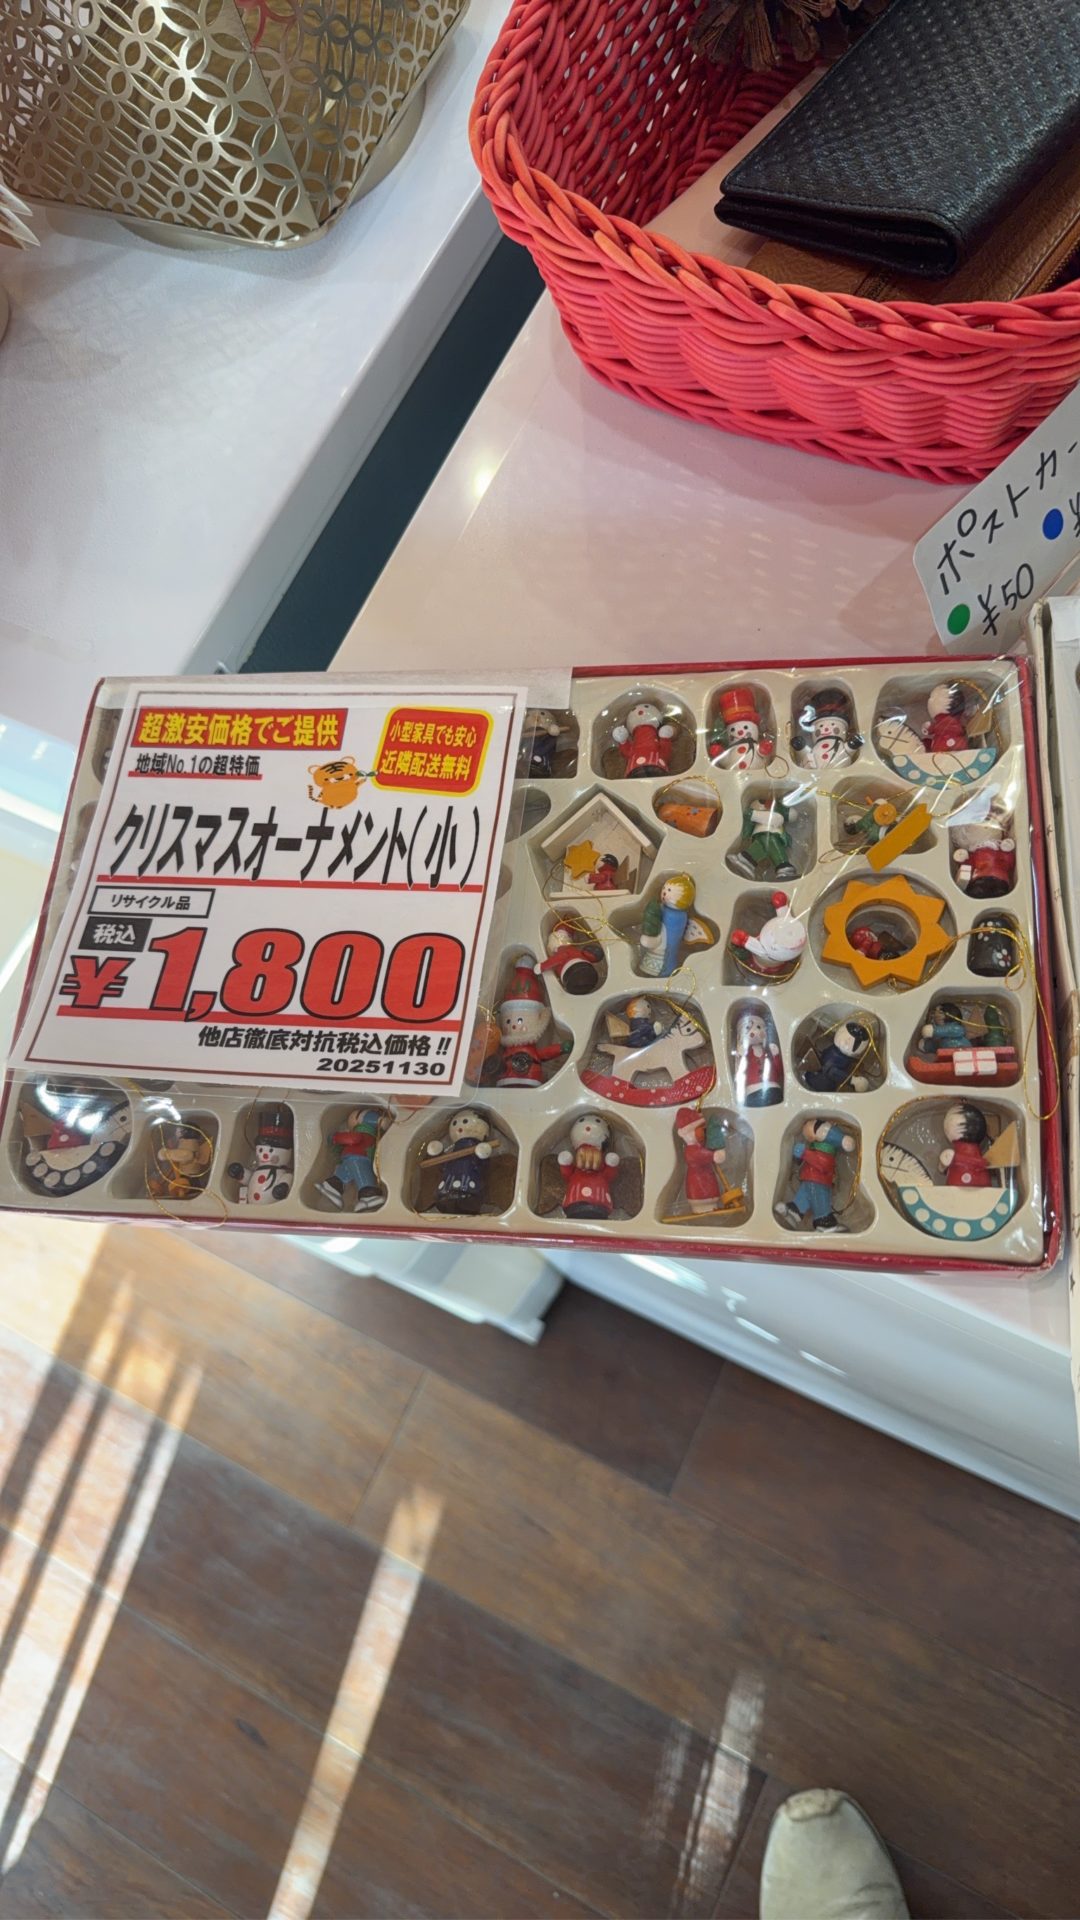 超激安価格でご提供
地域No.1の超特価
小型家具でも安心
近隣配送無料
クリスマスオーナメント(小)
リサイクル品
税込
¥1,800
他店徹底対抗税込価格!!
20251130
ポストカー
¥50
¥